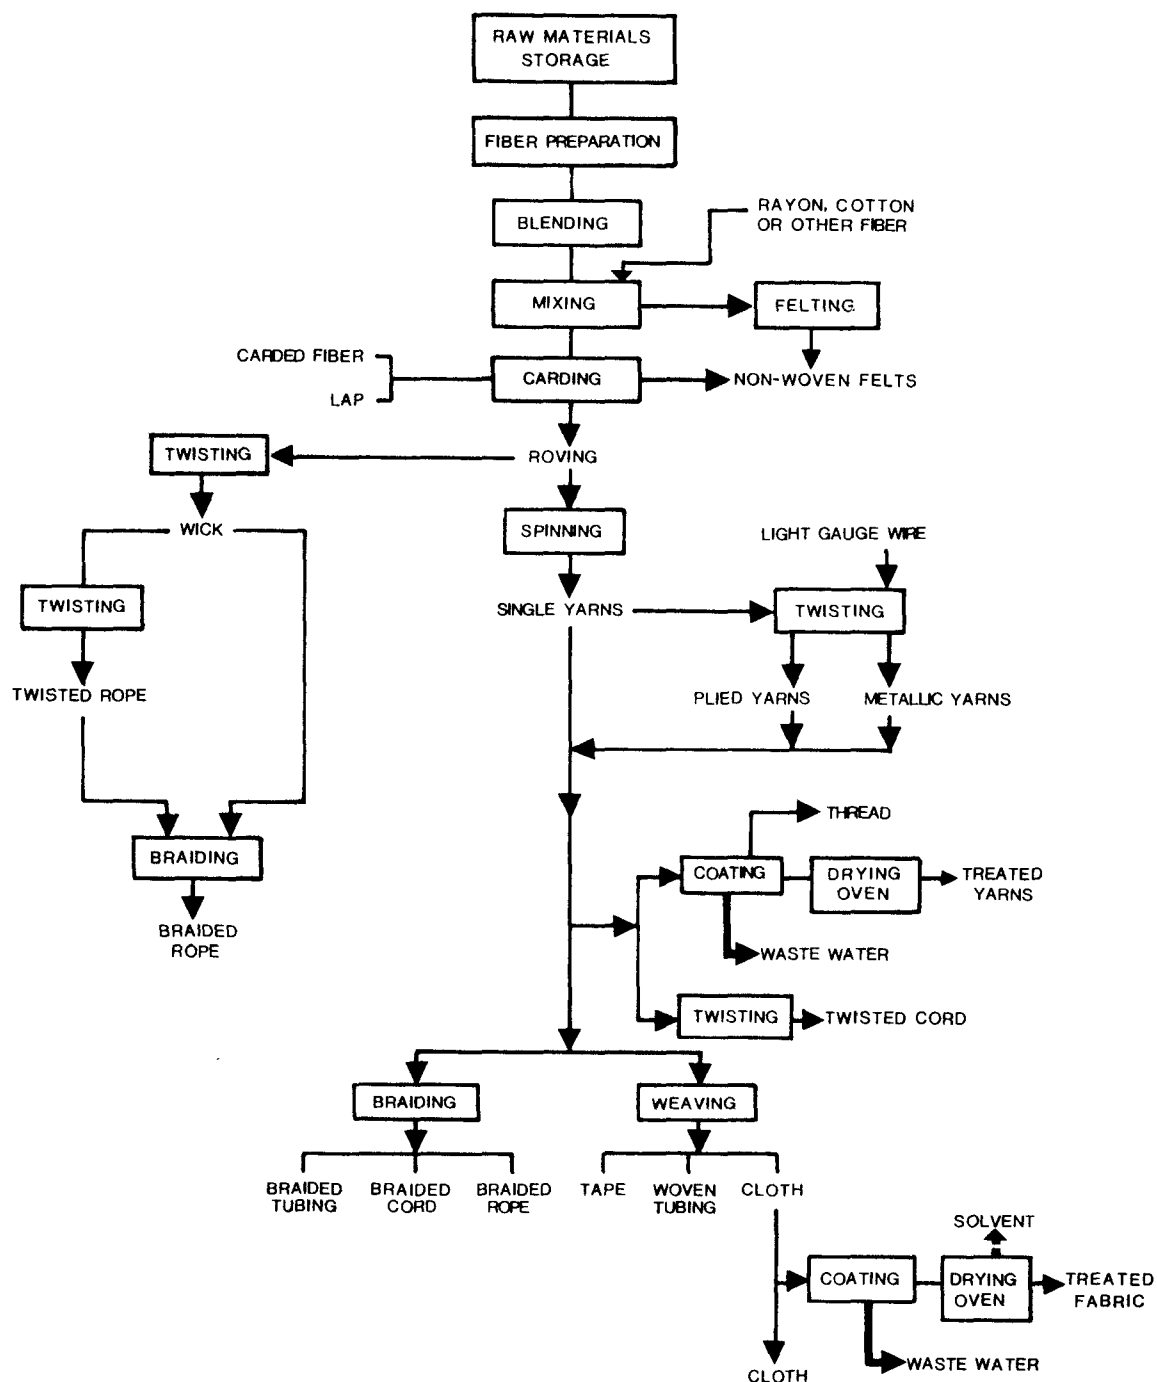 RAW MATERIALS
STORAGE
FIBER PREPARATION
BLENDING
RAYON, COTTON
OR OTHER FIBER
MIXING
FELTING
CARDED FIBER
LAP
CARDING
NON-WOVEN FELTS
TWISTING
ROVING
WICK
SPINNING
LIGHT GAUGE WIRE
TWISTING
SINGLE YARNS
TWISTING
TWISTED ROPE
PLIED YARNS
METALLIC YARNS
THREAD
BRAIDING
COATING
DRYING
OVEN
TREATED
YARNS
BRAIDED
ROPE
WASTE WATER
TWISTING
TWISTED CORD
BRAIDING
WEAVING
BRAIDED
TUBING
BRAIDED
CORD
BRAIDED
ROPE
TAPE
WOVEN
TUBING
CLOTH
SOLVENT
COATING
DRYING
OVEN
TREATED
FABRIC
WASTE WATER
CLOTH